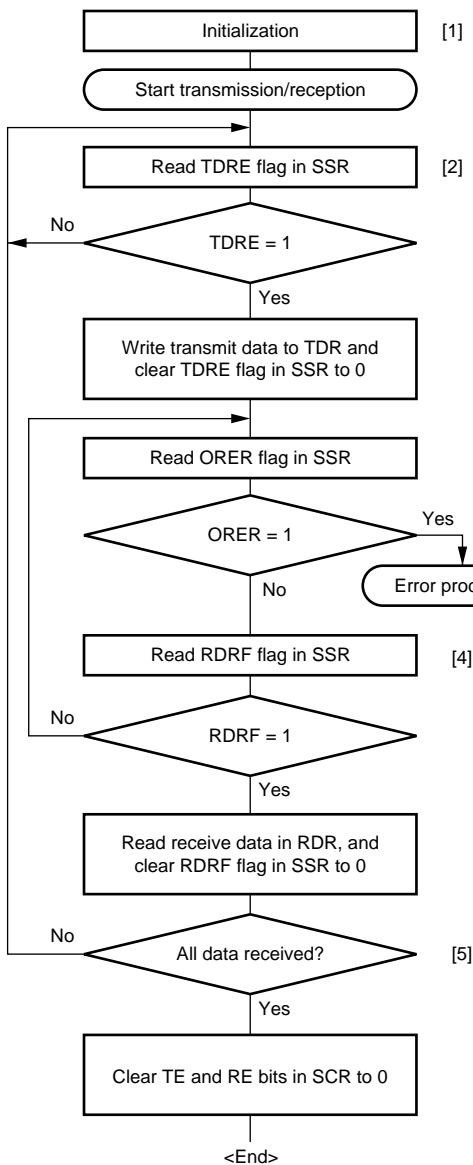 Initialization
[1]
Start transmission/reception
Read TDRE flag in SSR
[2]
No
TDRE = 1
Yes
Write transmit data to TDR and
clear TDRE flag in SSR to 0
Read ORER flag in SSR
ORER = 1
Yes
No
Error
Read RDRF flag in SSR
[4]
No
RDRF = 1
Yes
Read receive data in RDR, and
clear RDRF flag in SSR to 0
No
All data received?
[5]
Yes
Clear TE and RE bits in SCR to 0
<End>